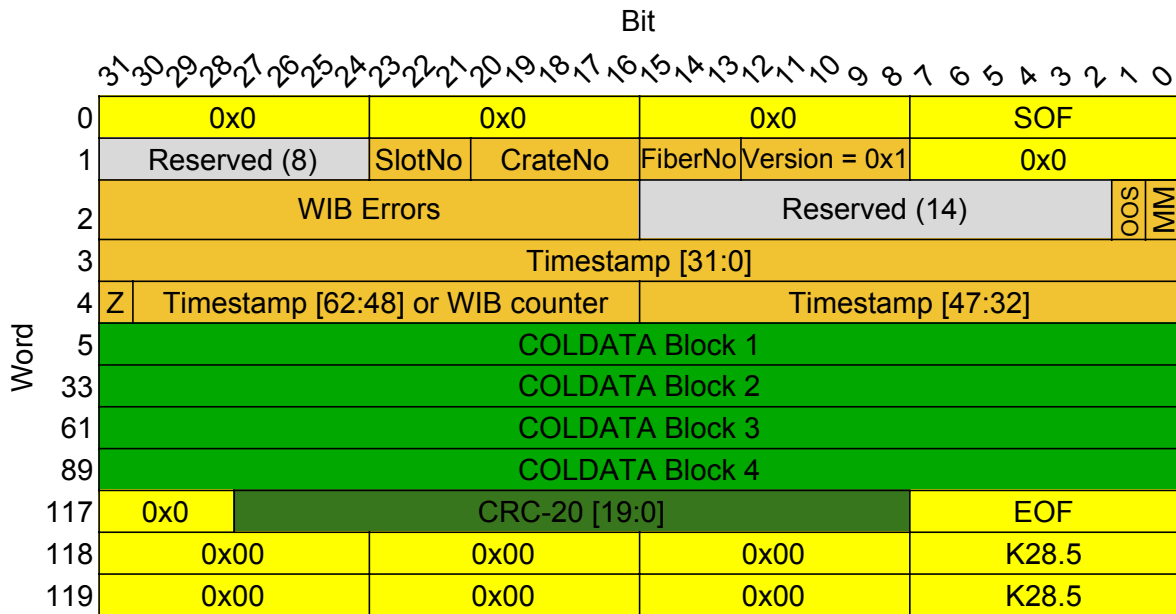 Bit
31 30 29 28 27 26 25 24 23 22 21 20 19 18 17 16 15 14 13 12 11 10 9 8 7 6 5 4 3 2 1 0
0 0x0 0x0 0x0 SOF
1 Reserved (8) SlotNo CrateNo FiberNo Version = 0x1 0x0
2 WIB Errors Reserved (14) OOS MM
3 Timestamp [31:0]
4 Z Timestamp [62:48] or WIB counter Timestamp [47:32]
Word
5 COLDATA Block 1
33 COLDATA Block 2
61 COLDATA Block 3
89 COLDATA Block 4
117 0x0 CRC-20 [19:0] EOF
118 0x00 0x00 0x00 K28.5
119 0x00 0x00 0x00 K28.5